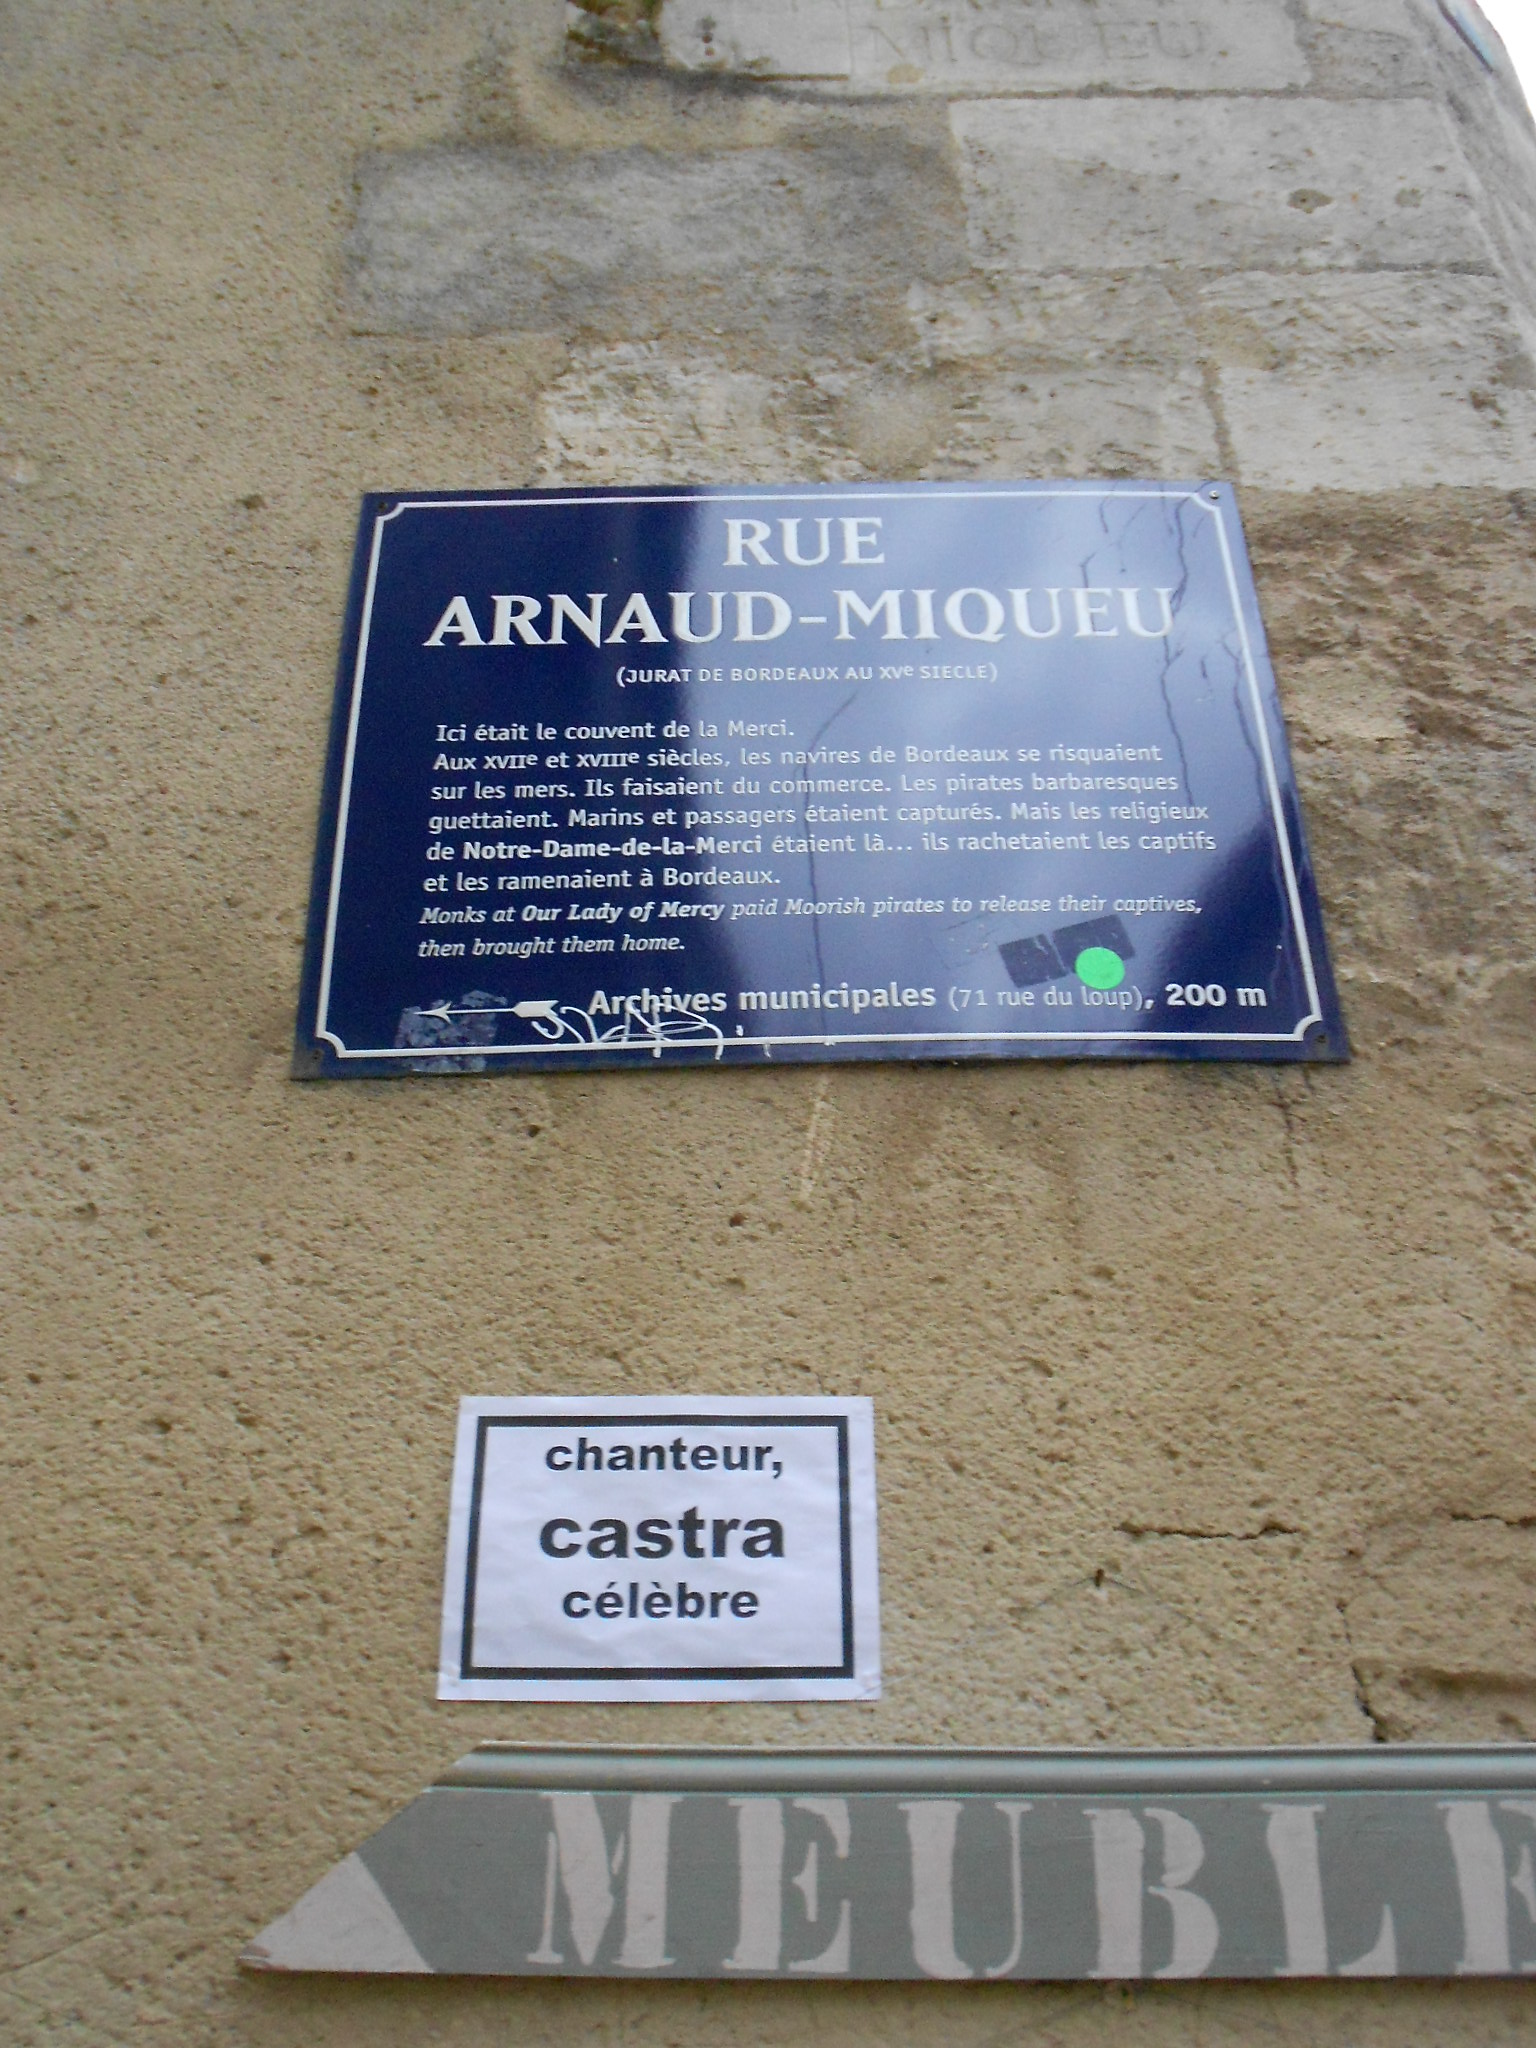 MIQUEU
RUE
ARNAUD-MIQUEU
(JURAT DE BORDEAUX AU XVe SIECLE)
Ici était le couvent de la Merci.
Aux XVIIe et XVIIIe siècles, les navires de Bordeaux se risquaient
sur les mers. Ils faisaient du commerce. Les pirates barbaresques
guettaient. Marins et passagers étaient capturés. Mais les religieux
de Notre-Dame-de-la-Merci étaient là... ils rachetaient les captifs
et les ramenaient à Bordeaux.
Monks at Our Lady of Mercy paid Moorish pirates to release their captives,
then brought them home.
Archives municipales (71 rue du loup), 200 m
chanteur,
castra
célèbre
MEUBLE